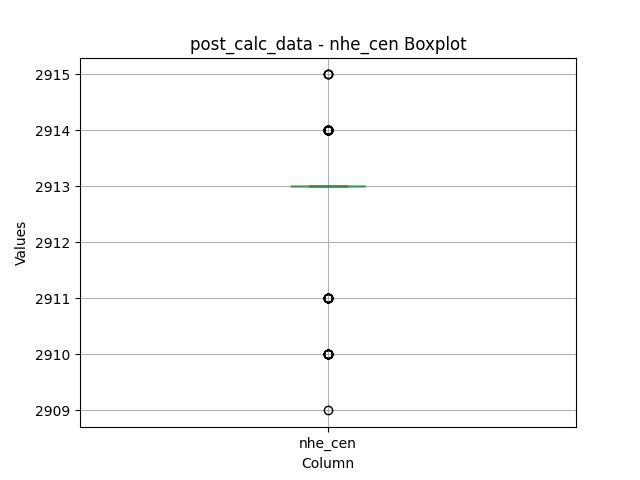 post_calc_data - nhe_cen Boxplot
2915
2914
2913
2912
2911
2910
2909
Values
nhe_cen
Column